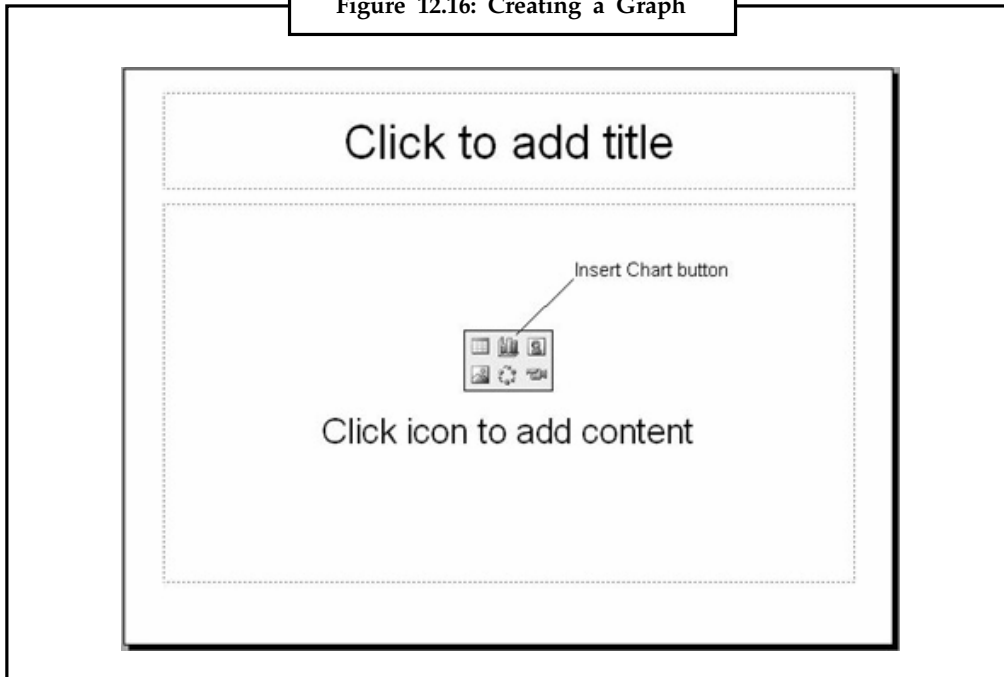 Figure 12.16: Creating a Graph
Click to add title
Insert Chart button
Click icon to add content